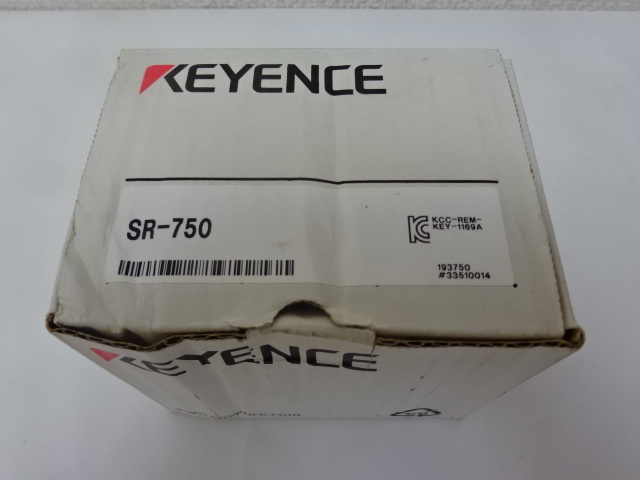 KEYENCE
SR-750
KCC-REM-
KEY-1169A
193750
#33510014
KEYENCE